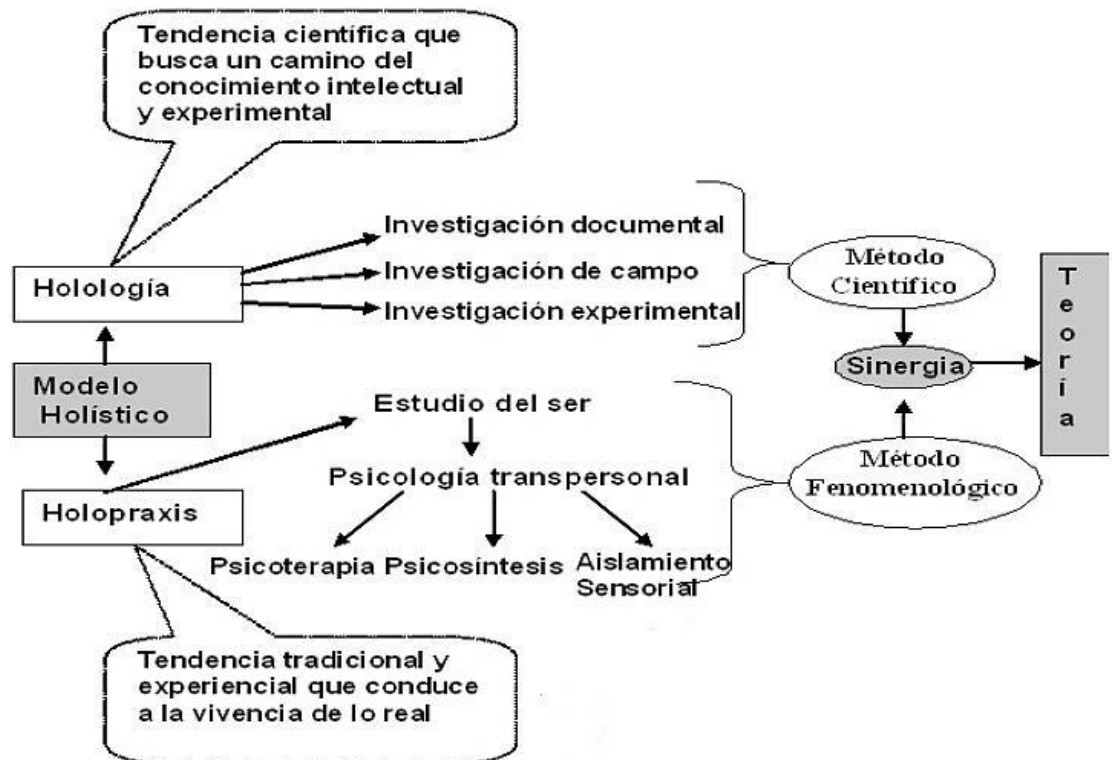 Tendencia científica que
busca un camino del
conocimiento intelectual
y experimental
Investigación documental
Investigación de campo
Investigación experimental
Holología
Método
Científico
Teoría
Sinergia
Modelo
Holístico
Estudio del ser
Psicología transpersonal
Método
Fenomenológico
Holopraxis
Psicoterapia Psicosíntesis Aislamiento
Sensorial
Tendencia tradicional y
experiencial que conduce
a la vivencia de lo real